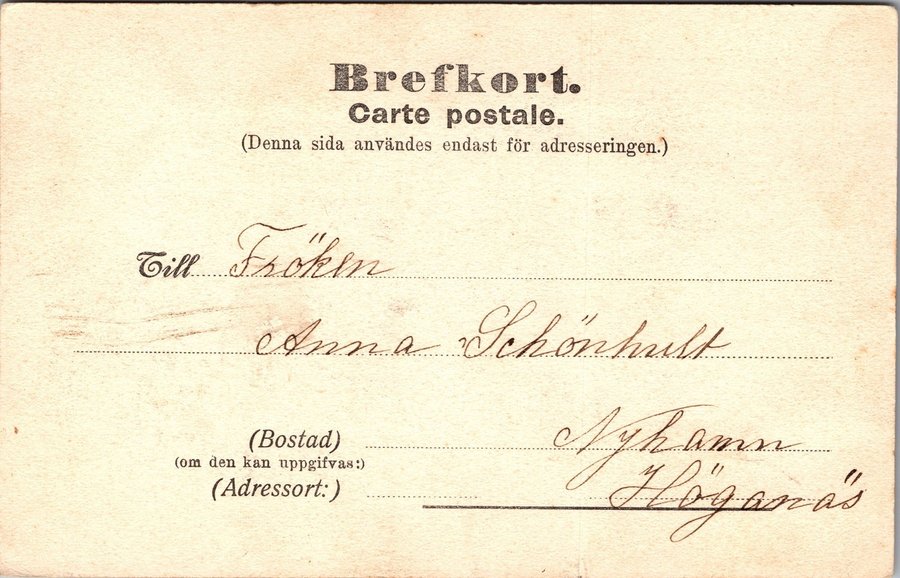 Brefkort.
Carte postale.
(Denna sida användes endast för adresseringen.)
Till Fröken
Anna Schönhult
(Bostad) Nyhamn
(om den kan uppgifvas:)
(Adressort:) Höganäs